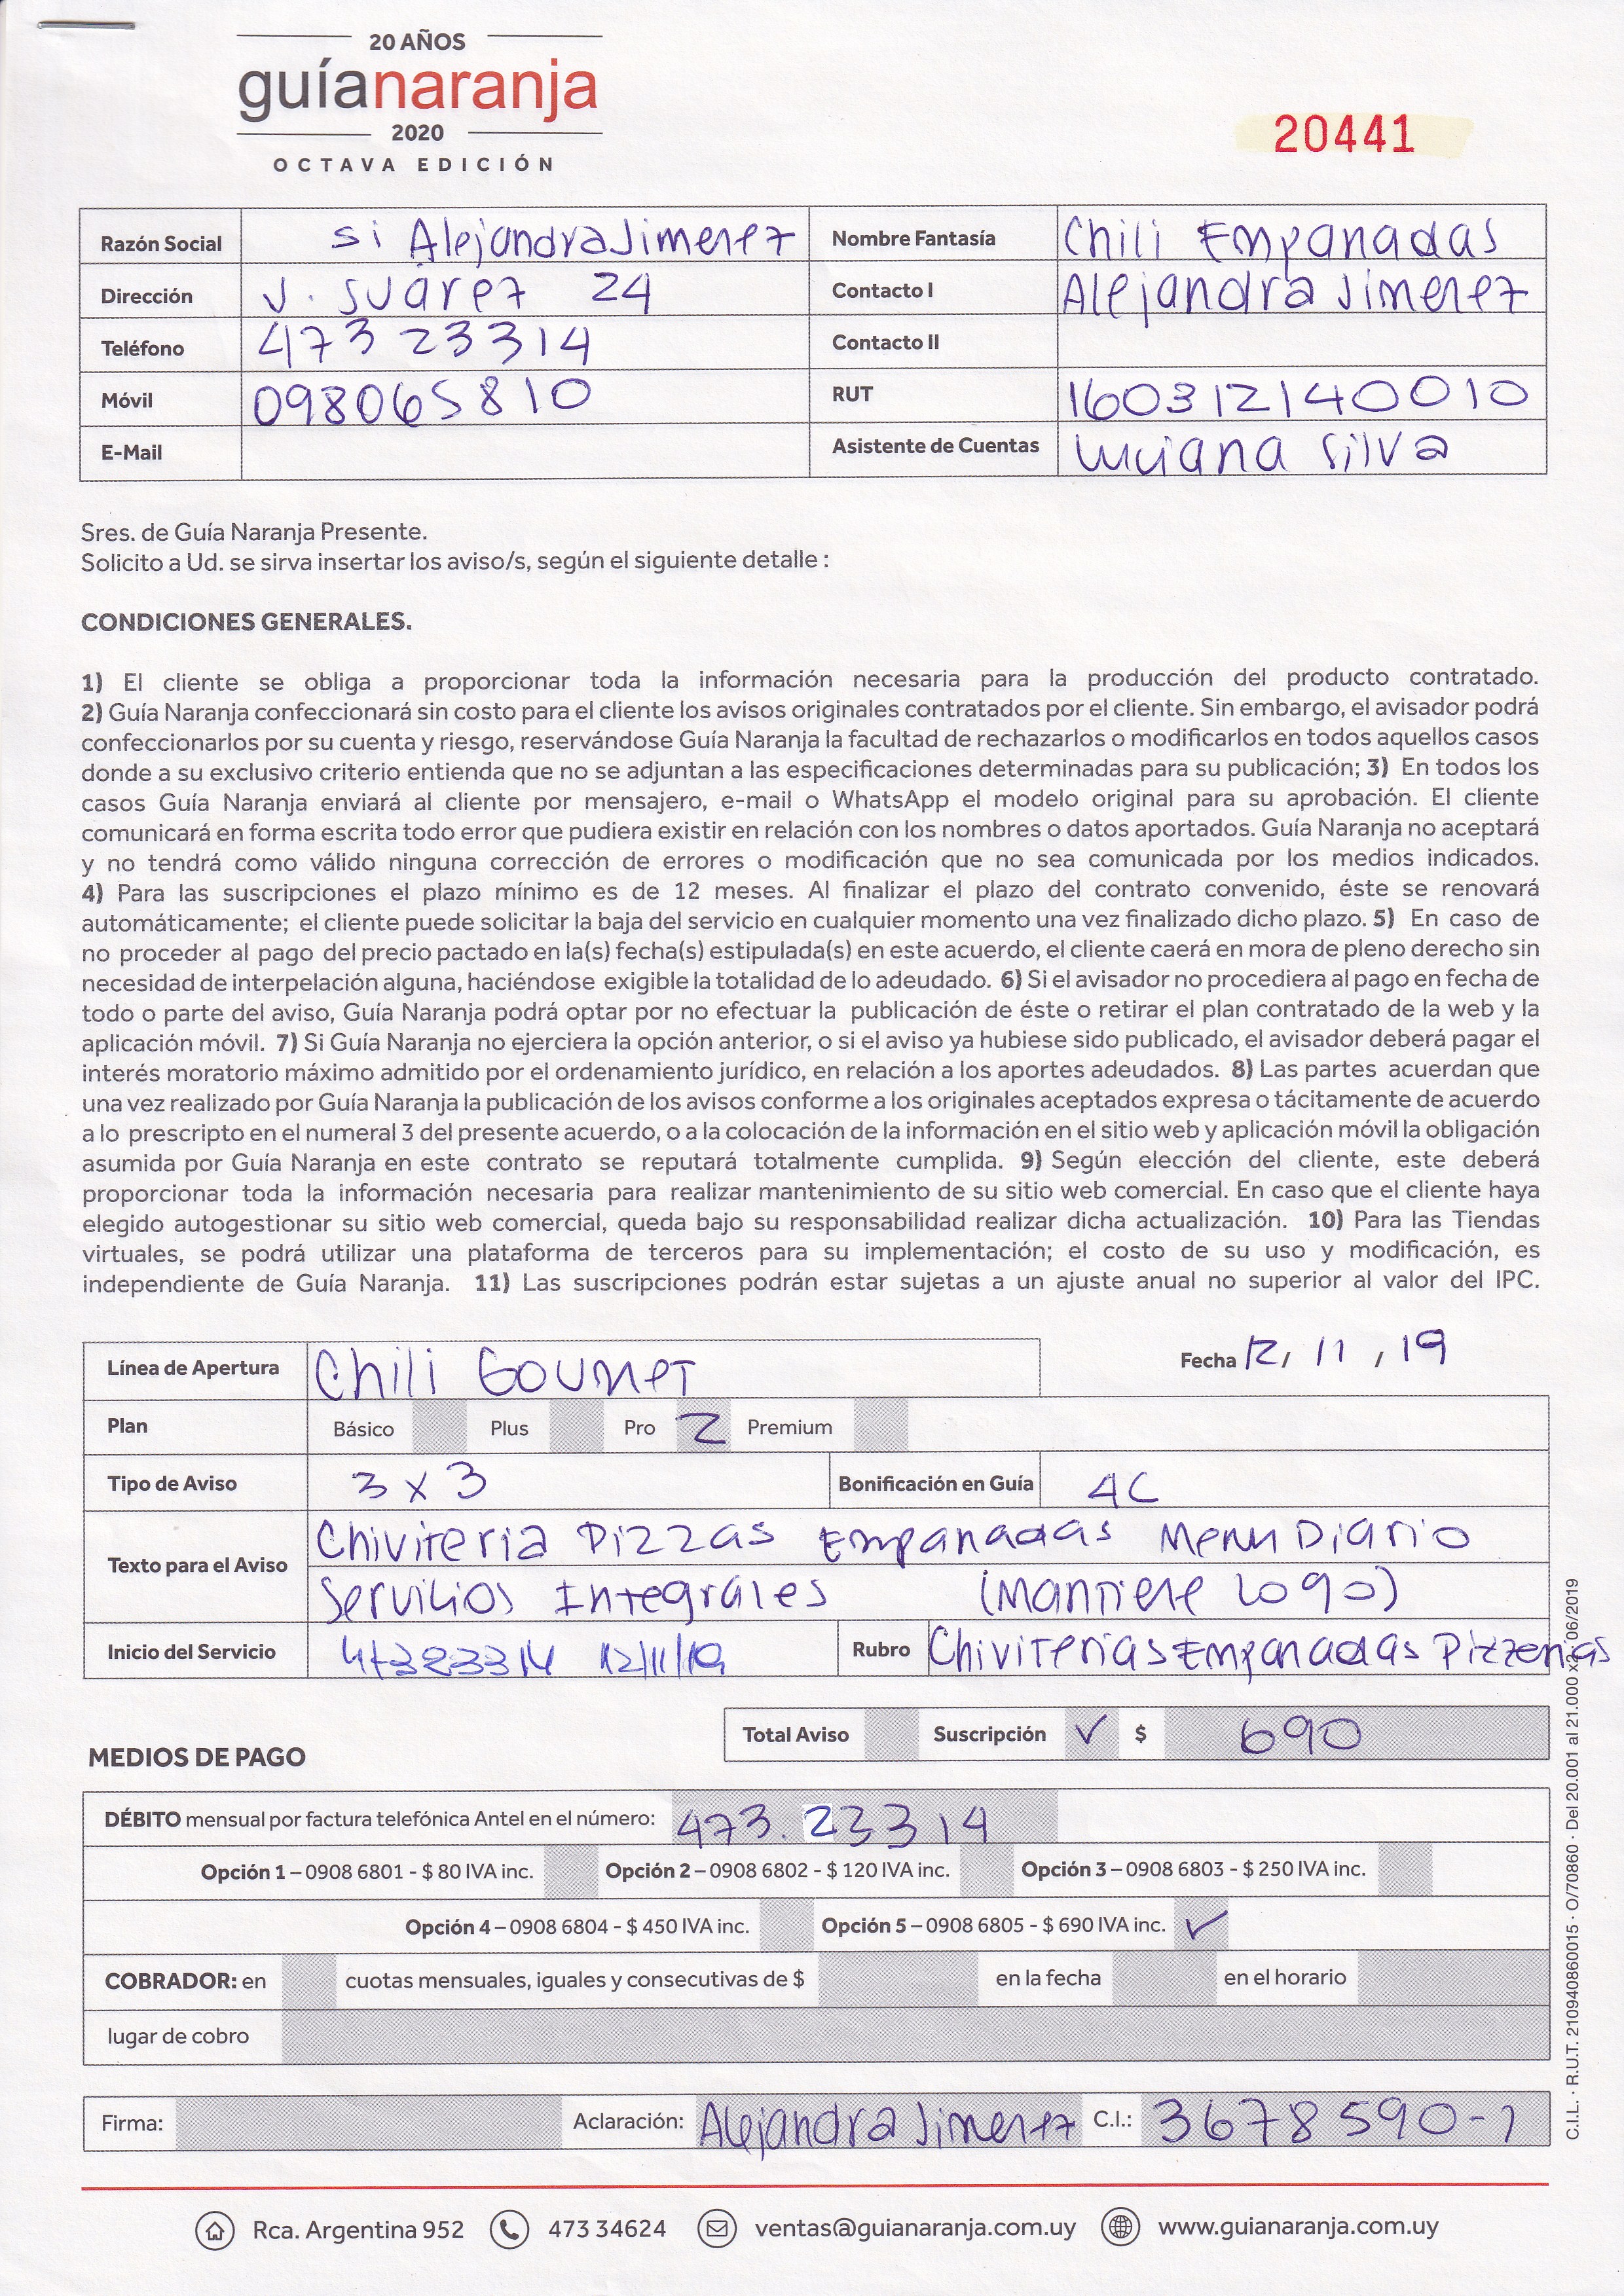 20 AÑOS
guíanaranja
2020
OCTAVA EDICIÓN
20441
Razón Social si Alejandra Jimenez Nombre Fantasía Chili Empanadas
Dirección J. Suárez 24 Contacto I Alejandra Jimenez
Teléfono 473 23314 Contacto II
Móvil 098065810 RUT 160312140010
E-Mail Asistente de Cuentas Luciana Silva
Sres. de Guía Naranja Presente.
Solicito a Ud. se sirva insertar los aviso/s, según el siguiente detalle :
CONDICIONES GENERALES.
1) El cliente se obliga a proporcionar toda la información necesaria para la producción del producto contratado.
2) Guía Naranja confeccionará sin costo para el cliente los avisos originales contratados por el cliente. Sin embargo, el avisador podrá
confeccionarlos por su cuenta y riesgo, reservándose Guía Naranja la facultad de rechazarlos o modificarlos en todos aquellos casos
donde a su exclusivo criterio entienda que no se adjuntan a las especificaciones determinadas para su publicación; 3) En todos los
casos Guía Naranja enviará al cliente por mensajero, e-mail o WhatsApp el modelo original para su aprobación. El cliente
comunicará en forma escrita todo error que pudiera existir en relación con los nombres o datos aportados. Guía Naranja no aceptará
y no tendrá como válido ninguna corrección de errores o modificación que no sea comunicada por los medios indicados.
4) Para las suscripciones el plazo mínimo es de 12 meses. Al finalizar el plazo del contrato convenido, éste se renovará
automáticamente; el cliente puede solicitar la baja del servicio en cualquier momento una vez finalizado dicho plazo. 5) En caso de
no proceder al pago del precio pactado en la(s) fecha(s) estipulada(s) en este acuerdo, el cliente caerá en mora de pleno derecho sin
necesidad de interpelación alguna, haciéndose exigible la totalidad de lo adeudado. 6) Si el avisador no procediera al pago en fecha de
todo o parte del aviso, Guía Naranja podrá optar por no efectuar la publicación de éste o retirar el plan contratado de la web y la
aplicación móvil. 7) Si Guía Naranja no ejerciera la opción anterior, o si el aviso ya hubiese sido publicado, el avisador deberá pagar el
interés moratorio máximo admitido por el ordenamiento jurídico, en relación a los aportes adeudados. 8) Las partes acuerdan que
una vez realizado por Guía Naranja la publicación de los avisos conforme a los originales aceptados expresa o tácitamente de acuerdo
a lo prescripto en el numeral 3 del presente acuerdo, o a la colocación de la información en el sitio web y aplicación móvil la obligación
asumida por Guía Naranja en este contrato se reputará totalmente cumplida. 9) Según elección del cliente, este deberá
proporcionar toda la información necesaria para realizar mantenimiento de su sitio web comercial. En caso que el cliente haya
elegido autogestionar su sitio web comercial, queda bajo su responsabilidad realizar dicha actualización. 10) Para las Tiendas
virtuales, se podrá utilizar una plataforma de terceros para su implementación; el costo de su uso y modificación, es
independiente de Guía Naranja. 11) Las suscripciones podrán estar sujetas a un ajuste anual no superior al valor del IPC.
Línea de Apertura Chili Goumet Fecha 12/ 11 / 19
Plan Básico Plus Pro 2 Premium
Tipo de Aviso 3 x 3 Bonificación en Guía 4C
Texto para el Aviso Chiviteria Pizzas Empanadas Menu Diario
Servicios Integrales (Mantiene Logo)
Inicio del Servicio 47323314 12/11/19 Rubro Chiviterias Empanadas Pizzerias
Total Aviso Suscripción ✓ $ 690
MEDIOS DE PAGO
DÉBITO mensual por factura telefónica Antel en el número: 473.23314
Opción 1 – 0908 6801 - $ 80 IVA inc. Opción 2 – 0908 6802 - $ 120 IVA inc. Opción 3 – 0908 6803 - $ 250 IVA inc.
Opción 4 – 0908 6804 - $ 450 IVA inc. Opción 5 – 0908 6805 - $ 690 IVA inc. ✓
COBRADOR: en cuotas mensuales, iguales y consecutivas de $ en la fecha en el horario
lugar de cobro
Firma: Aclaración: Alejandra Jimenez C.I.: 3678590-1
C.I.L. · R.U.T. 210940860015 · O/70860 · Del 20.001 al 21.000 x2 · 06/2019
Rca. Argentina 952 473 34624 ventas@guianaranja.com.uy www.guianaranja.com.uy